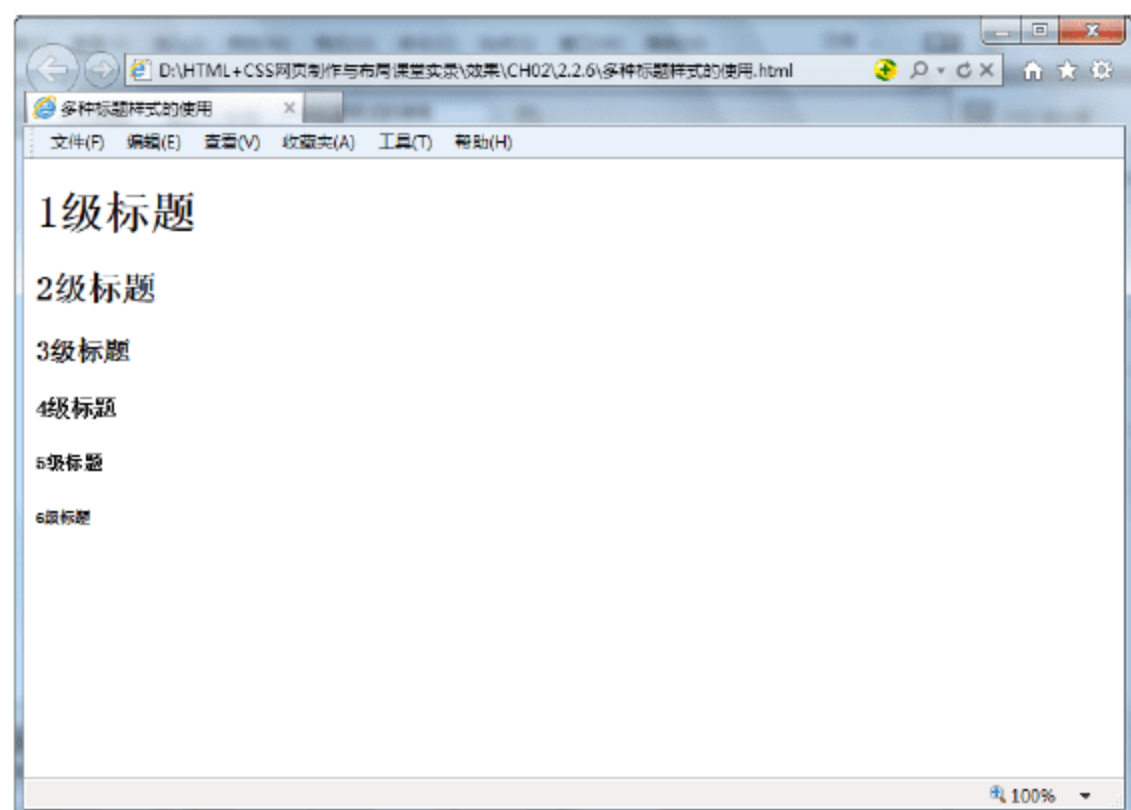 D:\HTML+CSS网页制作与布局课堂实录\效果\CH02\2.2.6\多种标题样式的使用.html
多种标题样式的使用
文件(F) 编辑(E) 查看(V) 收藏夹(A) 工具(T) 帮助(H)
1级标题
2级标题
3级标题
4级标题
5级标题
6级标题
100%